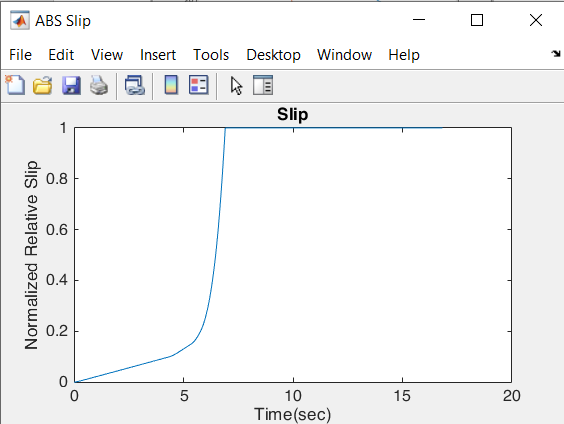 ABS Slip
File Edit View Insert Tools Desktop Window Help
Slip
Normalized Relative Slip
1
0.8
0.6
0.4
0.2
0
0 5 10 15 20
Time(sec)